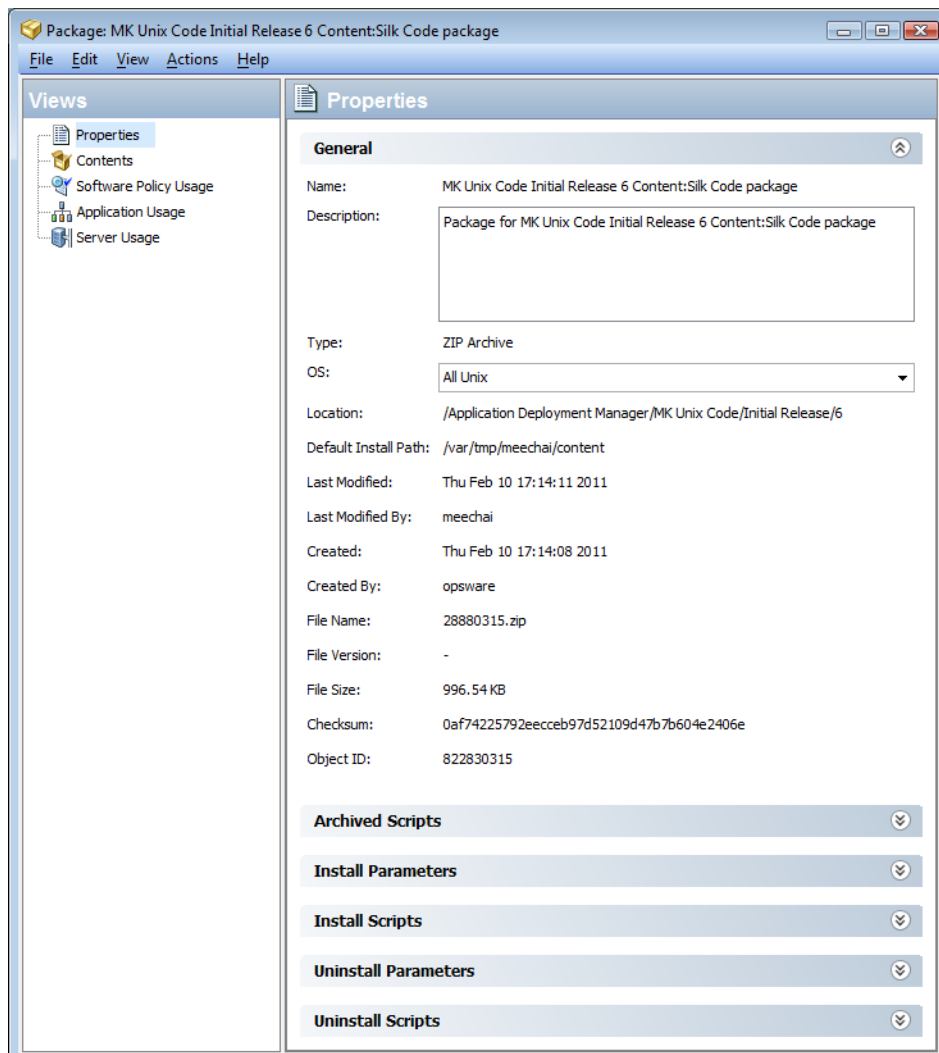 Package: MK Unix Code Initial Release 6 Content:Silk Code package
File Edit View Actions Help
Views
Properties
Contents
Software Policy Usage
Application Usage
Server Usage
Properties
General
Name: MK Unix Code Initial Release 6 Content:Silk Code package
Description: Package for MK Unix Code Initial Release 6 Content:Silk Code package
Type: ZIP Archive
OS: All Unix
Location: /Application Deployment Manager/MK Unix Code/Initial Release/6
Default Install Path: /var/tmp/meechai/content
Last Modified: Thu Feb 10 17:14:11 2011
Last Modified By: meechai
Created: Thu Feb 10 17:14:08 2011
Created By: opsware
File Name: 28880315.zip
File Version: -
File Size: 996.54 KB
Checksum: 0af74225792eecceb97d52109d47b7b604e2406e
Object ID: 822830315
Archived Scripts
Install Parameters
Install Scripts
Uninstall Parameters
Uninstall Scripts